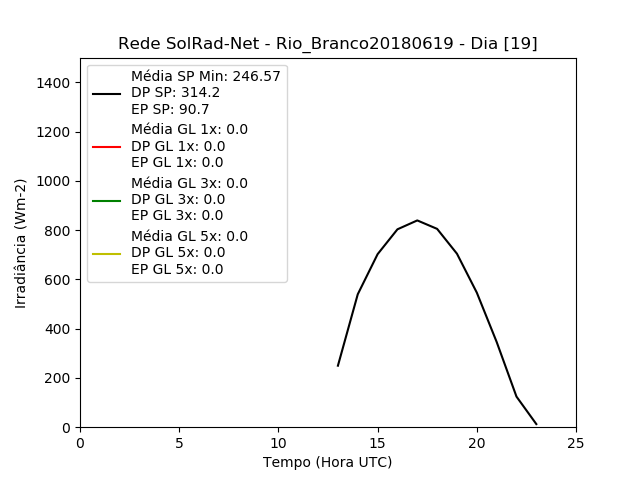 Rede SolRad-Net - Rio_Branco20180619 - Dia [19]
Média SP Min: 246.57
DP SP: 314.2
EP SP: 90.7
Média GL 1x: 0.0
DP GL 1x: 0.0
EP GL 1x: 0.0
Média GL 3x: 0.0
DP GL 3x: 0.0
EP GL 3x: 0.0
Média GL 5x: 0.0
DP GL 5x: 0.0
EP GL 5x: 0.0
Irradiância (Wm-2)
1400
1200
1000
800
600
400
200
0
0 5 10 15 20 25
Tempo (Hora UTC)